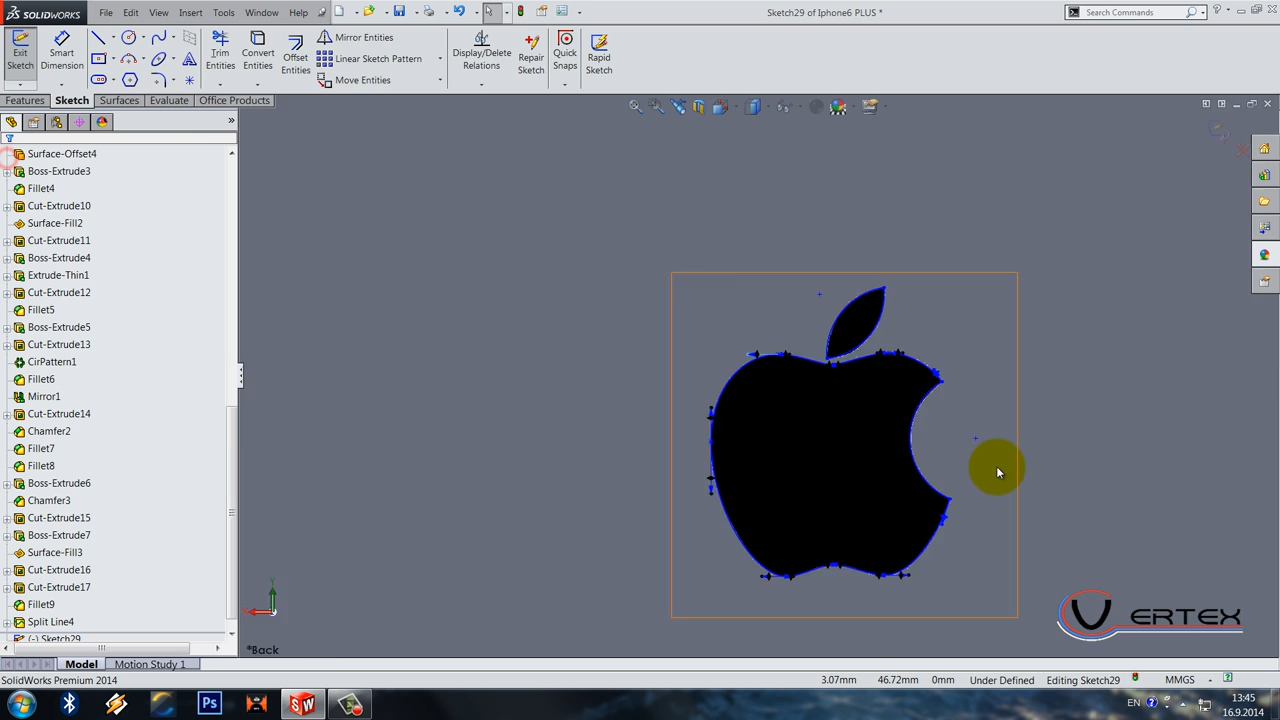 SOLIDWORKS File Edit View Insert Tools Window Help Sketch29 of Iphone6 PLUS * Search Commands
Exit Sketch Smart Dimension Trim Entities Convert Entities Offset Entities Mirror Entities Linear Sketch Pattern Move Entities Display/Delete Relations Repair Sketch Quick Snaps Rapid Sketch
Features Sketch Surfaces Evaluate Office Products
Surface-Offset4
Boss-Extrude3
Fillet4
Cut-Extrude10
Surface-Fill2
Cut-Extrude11
Boss-Extrude4
Extrude-Thin1
Cut-Extrude12
Fillet5
Boss-Extrude5
Cut-Extrude13
CirPattern1
Fillet6
Mirror1
Cut-Extrude14
Chamfer2
Fillet7
Fillet8
Boss-Extrude6
Chamfer3
Cut-Extrude15
Boss-Extrude7
Surface-Fill3
Cut-Extrude16
Cut-Extrude17
Fillet9
Split Line4
(-) Sketch29
*Back
VERTEX
Model Motion Study 1
SolidWorks Premium 2014 3.07mm 46.72mm 0mm Under Defined Editing Sketch29 MMGS
Ps SW EN 13:45
16.9.2014